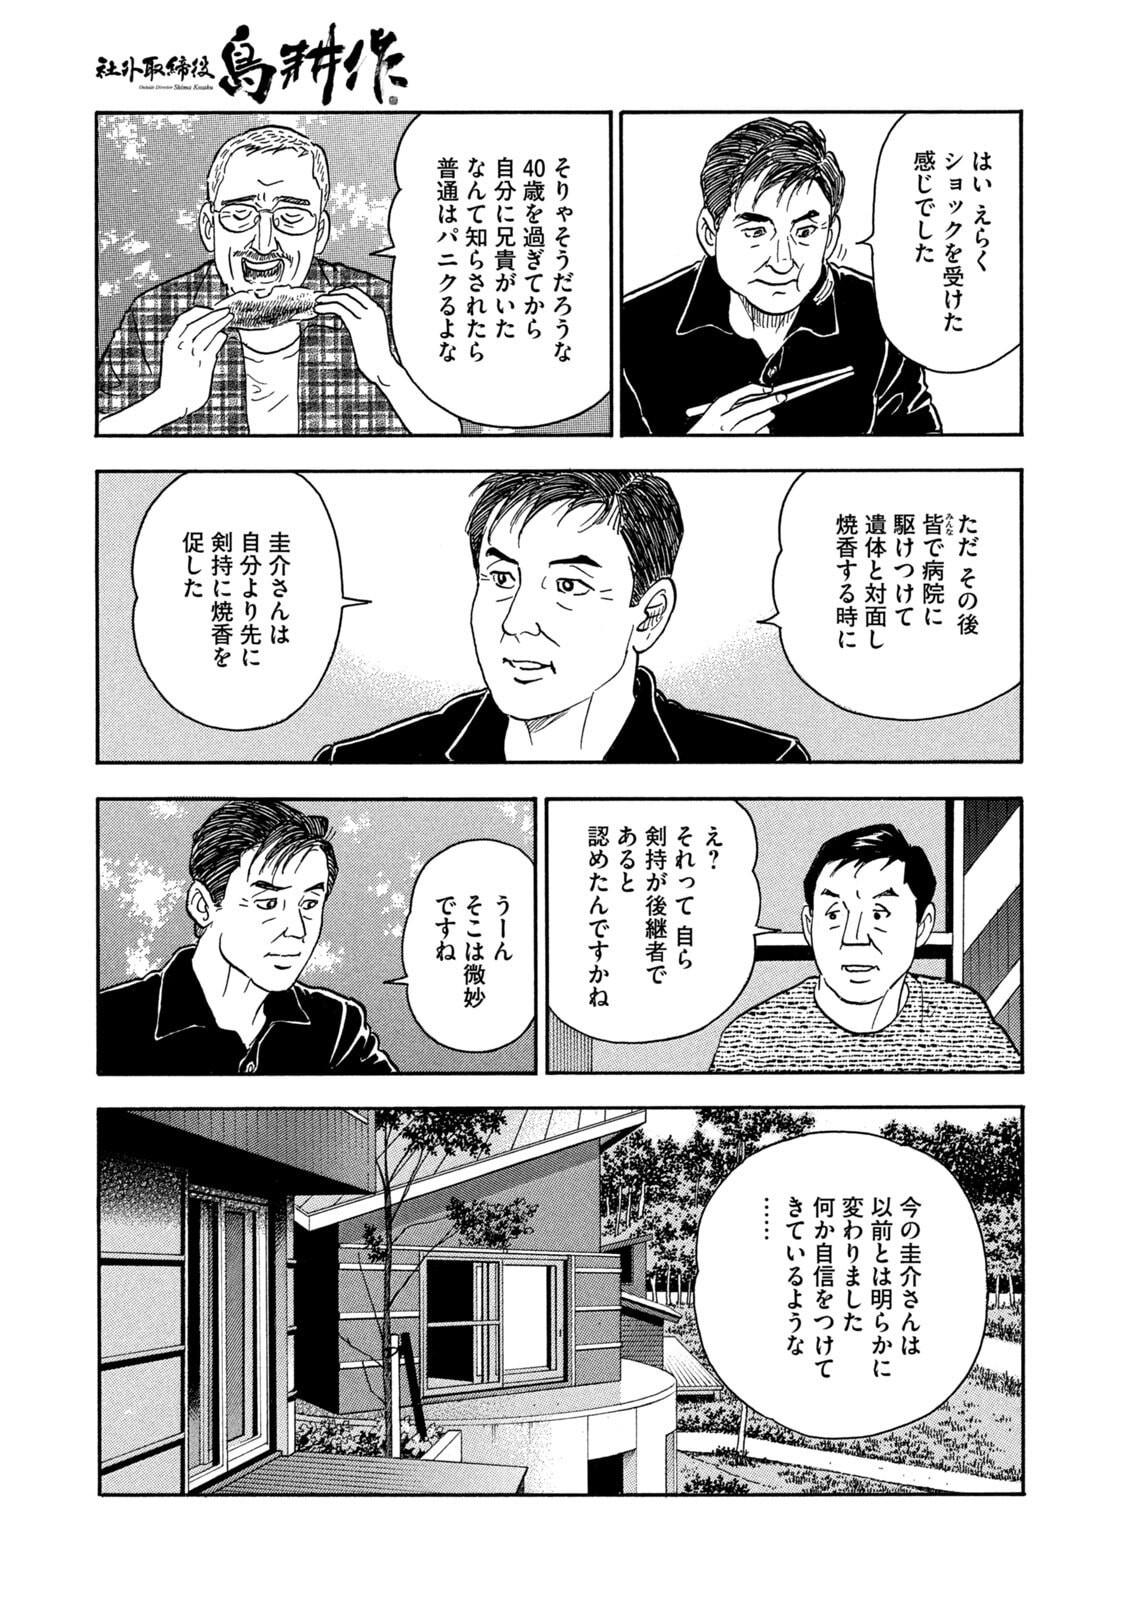 社外取締役 島耕作
Outside Director Shima Kosaku
はい えらく
ショックを受けた
感じでした
そりゃそうだろうな
40歳を過ぎてから
自分に兄貴がいた
なんて知らされたら
普通はパニクるよな
ただ その後
皆で病院に
みんな
駆けつけて
遺体と対面し
焼香する時に
圭介さんは
自分より先に
剣持に焼香を
促した
え?
それって 自ら
剣持が後継者で
あると
認めたんですかね
うーん
そこは微妙
ですね
今の圭介さんは
以前とは明らかに
変わりました
何か自信をつけて
きているような
……